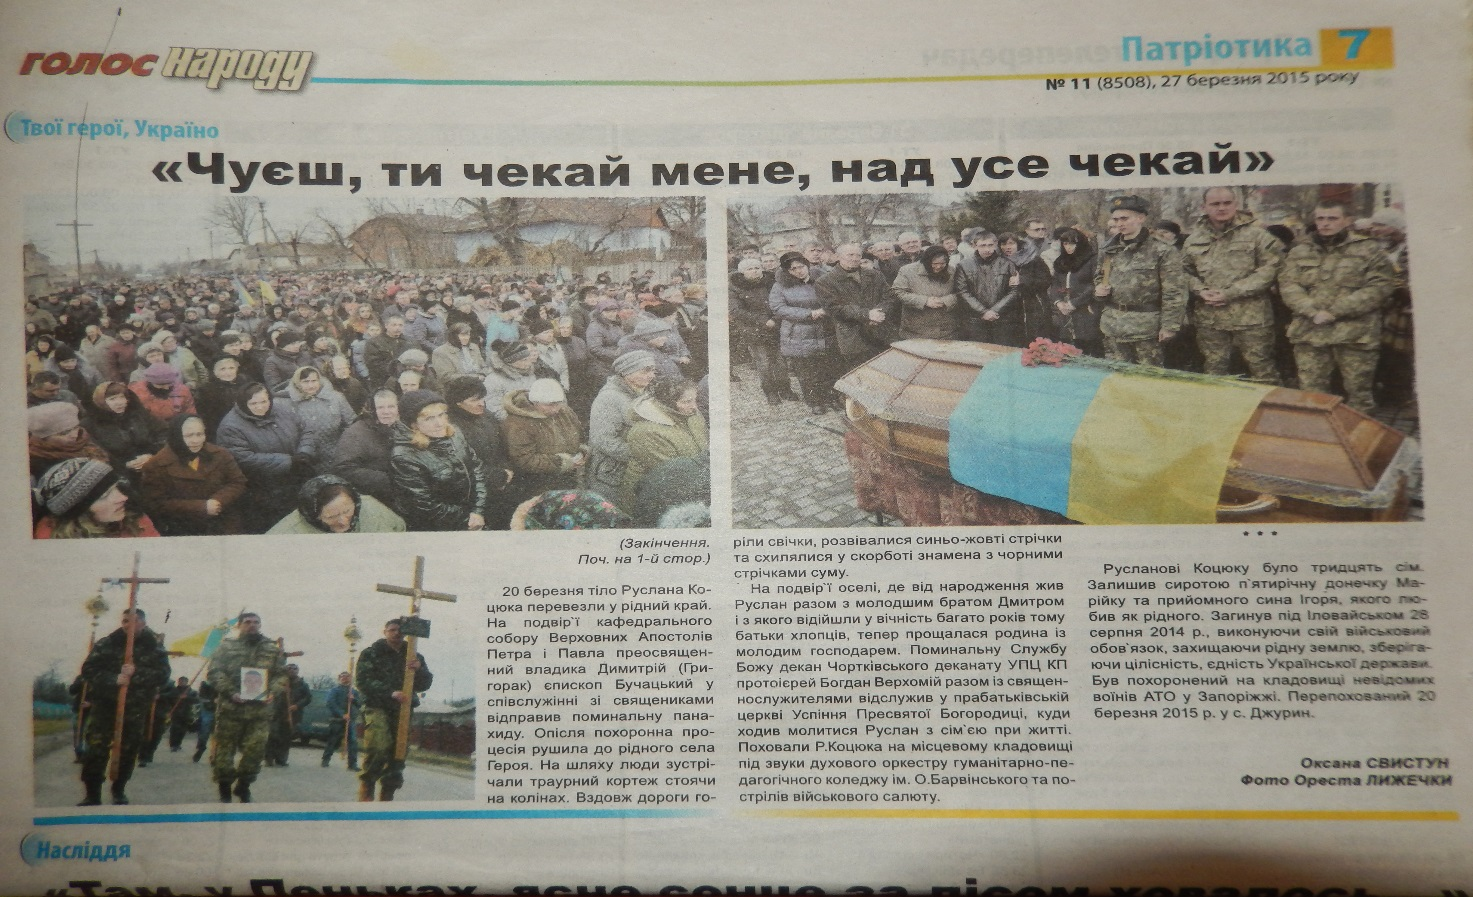 голос народу
Патріотика 7
№ 11 (8508), 27 березня 2015 року
Твої герої, Україно
«Чуєш, ти чекай мене, над усе чекай»
(Закінчення.
Поч. на 1-й стор.)
20 березня тіло Руслана Ко-
цюка перевезли у рідний край.
На подвір`ї кафедрального
собору Верховних Апостолів
Петра і Павла преосвящен-
ний владика Димитрій (Гри-
горак) єпископ Бучацький у
співслужінні зі священиками
відправив поминальну пана-
хиду. Опісля похоронна про-
цесія рушила до рідного села
Героя. На шляху люди зустрі-
чали траурний кортеж стоячи
на колінах. Вздовж дороги го-
ріли свічки, розвівалися синьо-жовті стрічки
та схилялися у скорботі знамена з чорними
стрічками суму.
На подвір`ї оселі, де від народження жив
Руслан разом з молодшим братом Дмитром
і з якого відійшли у вічність багато років тому
батьки хлопців, тепер прощалася родина із
молодим господарем. Поминальну Службу
Божу декан Чортківського деканату УПЦ КП
протоієрей Богдан Верхомій разом із священ-
нослужителями відслужив у прабатьківській
церкві Успіння Пресвятої Богородиці, куди
ходив молитися Руслан з сім`єю при житті.
Поховали Р.Коцюка на місцевому кладовищі
під звуки духового оркестру гуманітарно-пе-
дагогічного коледжу ім. О.Барвінського та по-
стрілів військового салюту.
* * *
Русланові Коцюку було тридцять сім.
Залишив сиротою п`ятирічну донечку Ма-
рійку та прийомного сина Ігоря, якого лю-
бив як рідного. Загинув під Іловайськом 28
серпня 2014 р., виконуючи свій військовий
обов`язок, захищаючи рідну землю, зберіга-
ючи цілісність, єдність Української держави.
Був похоронений на кладовищі невідомих
воїнів АТО у Запоріжжі. Перепохований 20
березня 2015 р. у с. Джурин.
Оксана СВИСТУН
Фото Ореста ЛИЖЕЧКИ
Насліддя
«Там, у Пеньках, ясне сонце за лісом ховалось...»